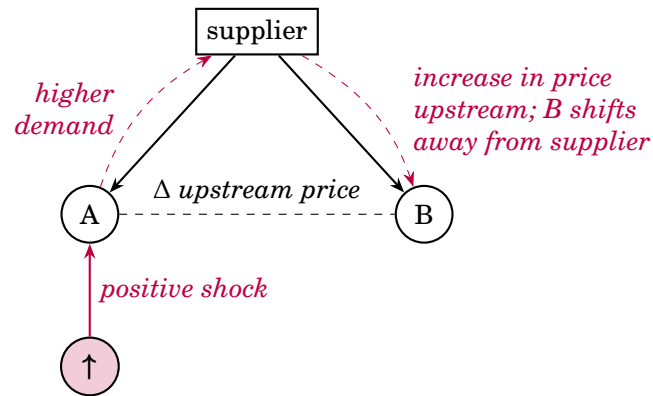 supplier
higher
demand
increase in price
upstream; B shifts
away from supplier
Δ upstream price
A
B
positive shock
↑